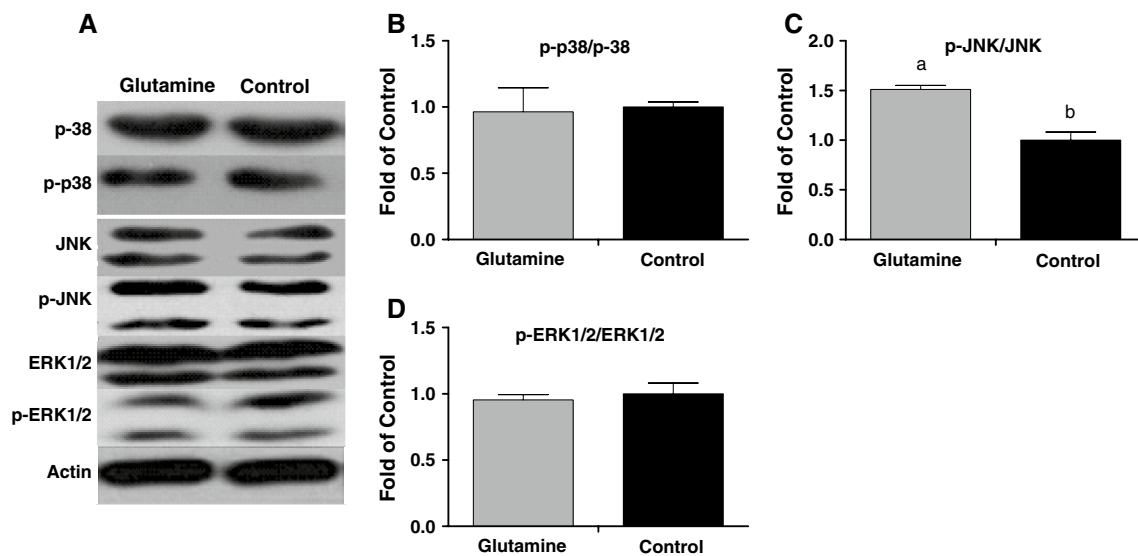 A
Glutamine Control
p-38
p-p38
JNK
p-JNK
ERK1/2
p-ERK1/2
Actin
B
p-p38/p-38
Fold of Control
1.5
1.0
0.5
0.0
Glutamine Control
C
p-JNK/JNK
Fold of Control
2.0
1.5
1.0
0.5
0.0
a
b
Glutamine Control
D
p-ERK1/2/ERK1/2
Fold of Control
1.5
1.0
0.5
0.0
Glutamine Control